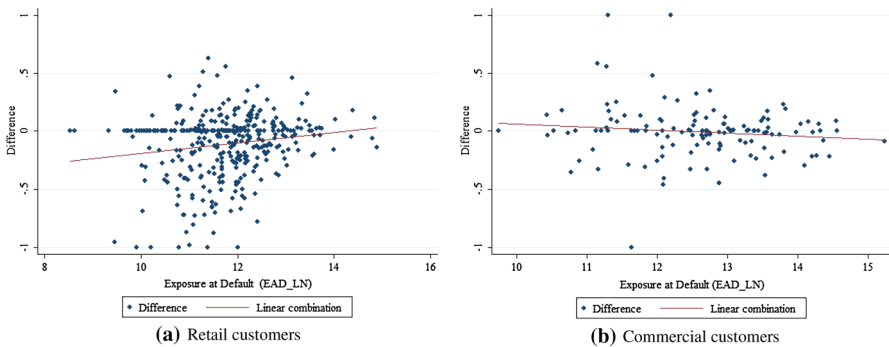 1
.5
0
-.5
-1
Difference
8
10
12
14
16
Exposure at Default (EAD_LN)
Difference
Linear combination
(a) Retail customers
1
.5
0
-.5
-1
Difference
10
11
12
13
14
15
Exposure at Default (EAD_LN)
Difference
Linear combination
(b) Commercial customers